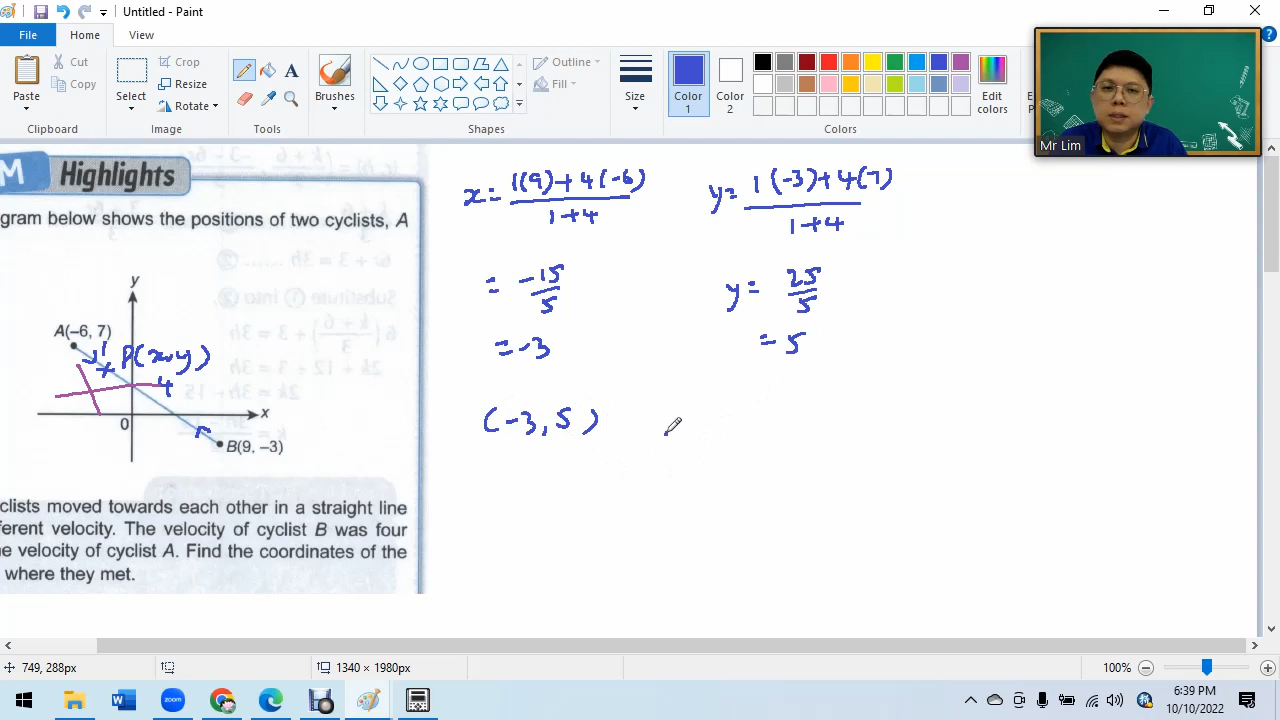 Untitled - Paint
File Home View
Paste Cut Copy Clipboard
Select Crop Resize Rotate Image
Tools
Brushes
Shapes
Outline Fill
Size
Color 1 Color 2 Colors
Edit colors
Mr Lim
M Highlights
gram below shows the positions of two cyclists, A
y
A(–6, 7)
1 P(x,y)
4
0 x
B(9, –3)
clists moved towards each other in a straight line
fferent velocity. The velocity of cyclist B was four
e velocity of cyclist A. Find the coordinates of the
where they met.
x = 1(9)+4(-6) / 1+4
= -15/5
= -3
(-3, 5)
y = 1(-3)+4(7) / 1+4
y = 25/5
= 5
749, 288px 1340 × 1980px 100%
zoom
6:39 PM
10/10/2022